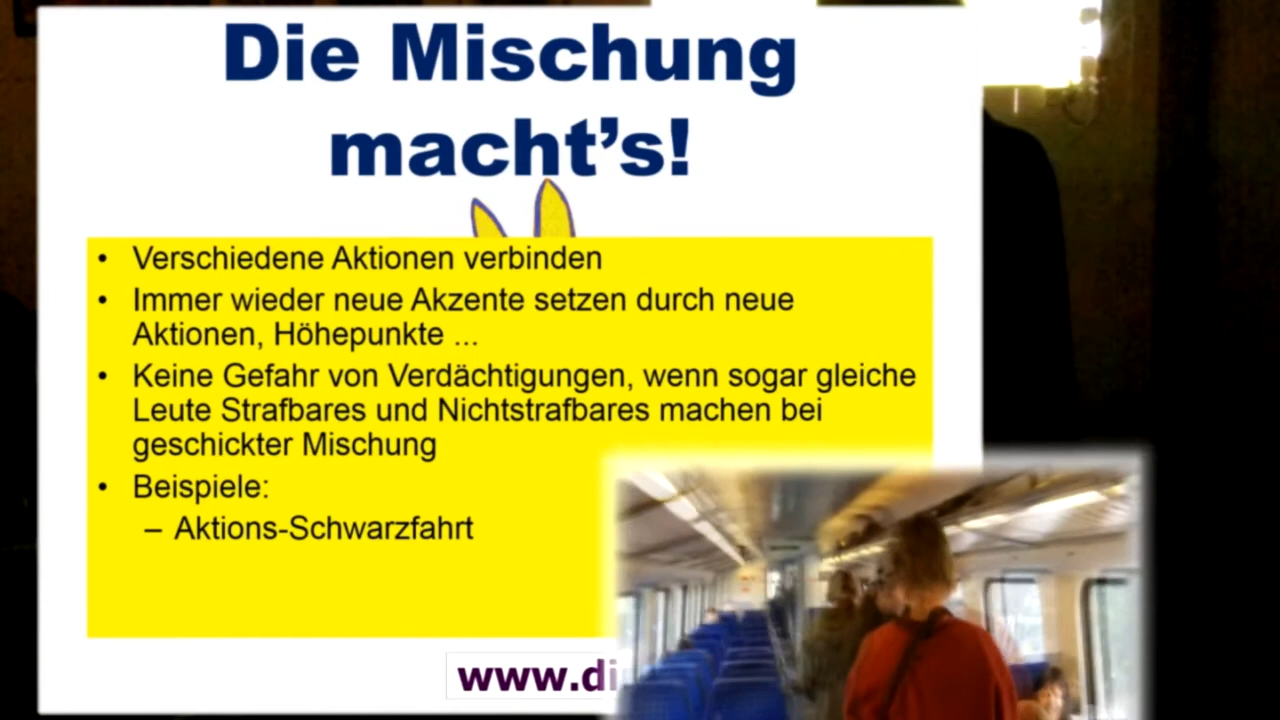 Die Mischung
macht’s!
• Verschiedene Aktionen verbinden
• Immer wieder neue Akzente setzen durch neue
Aktionen, Höhepunkte ...
• Keine Gefahr von Verdächtigungen, wenn sogar gleiche
Leute Strafbares und Nichtstrafbares machen bei
geschickter Mischung
• Beispiele:
– Aktions-Schwarzfahrt
www.di